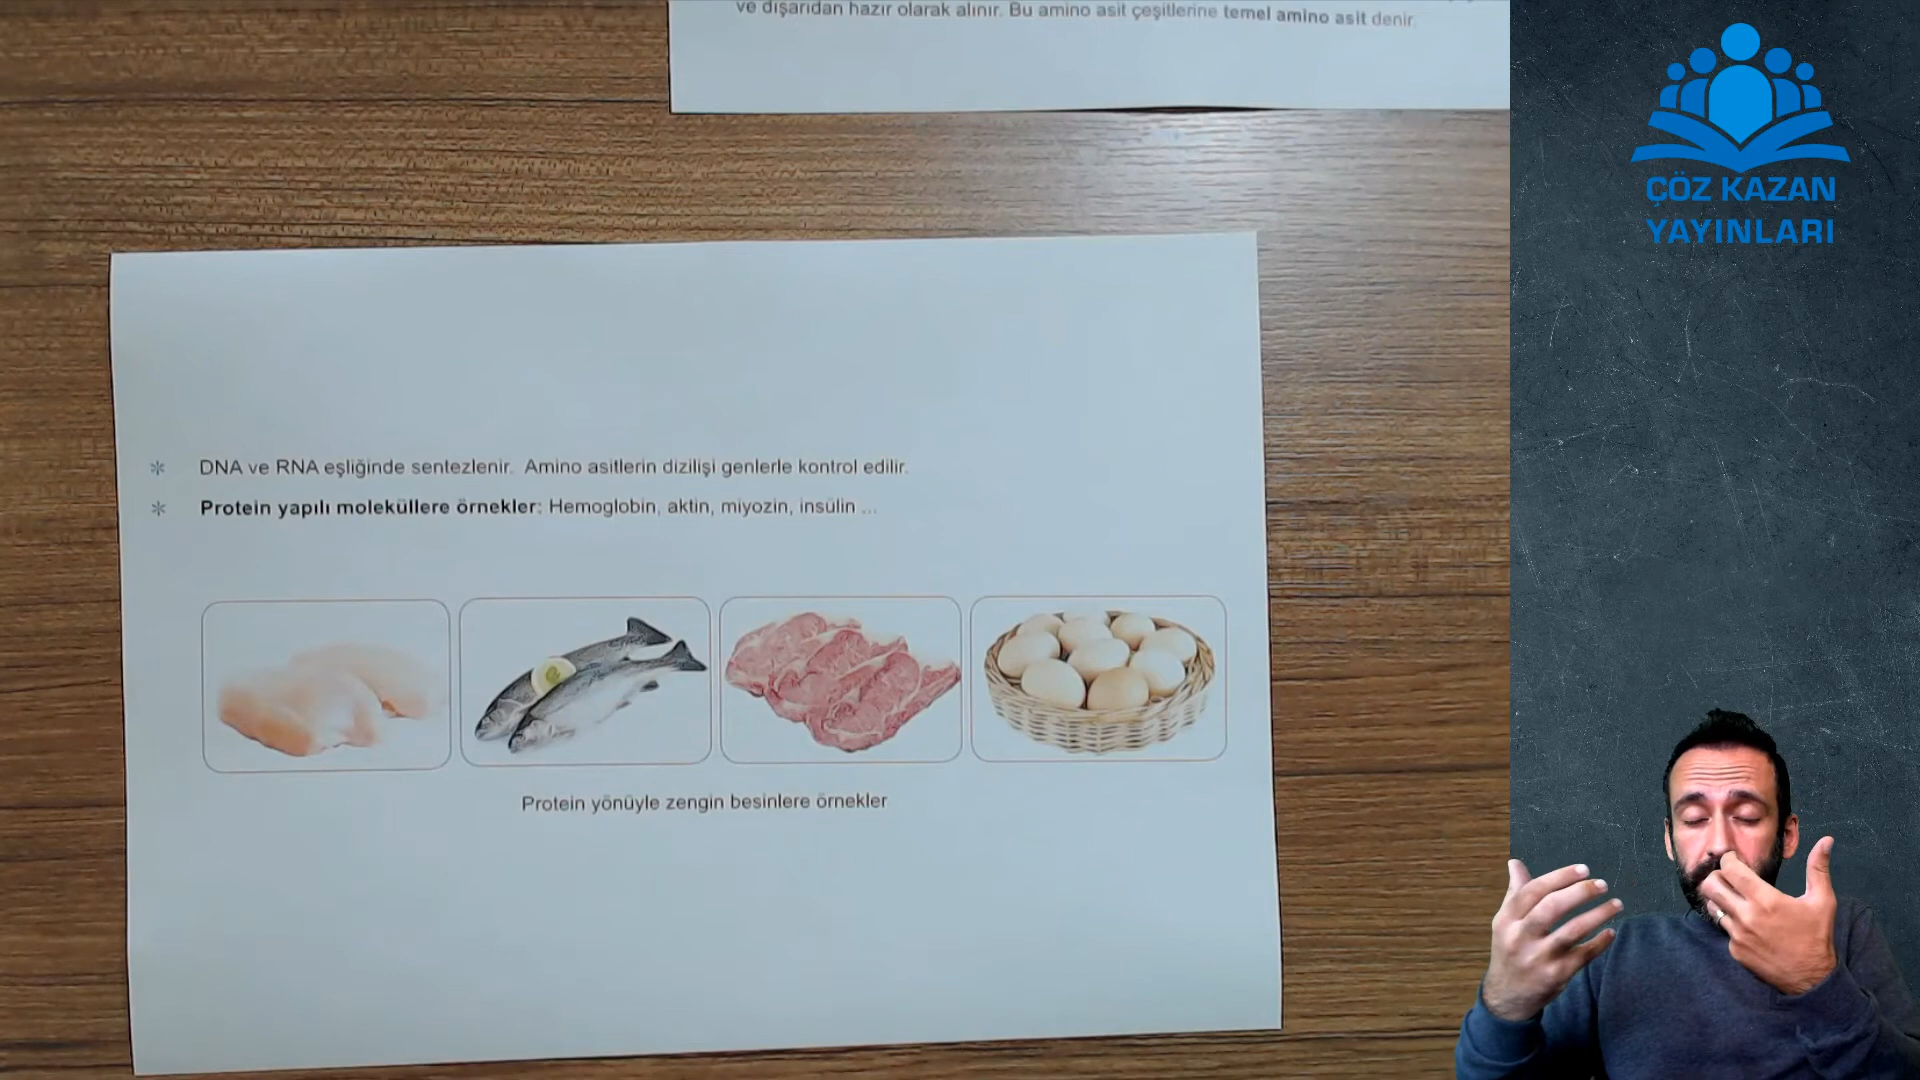 ve dışarıdan hazır olarak alınır. Bu amino asit çeşitlerine temel amino asit denir.
ÇÖZ KAZAN
YAYINLARI
* DNA ve RNA eşliğinde sentezlenir. Amino asitlerin dizilişi genlerle kontrol edilir.
* Protein yapılı moleküllere örnekler: Hemoglobin, aktin, miyozin, insülin ...
Protein yönüyle zengin besinlere örnekler